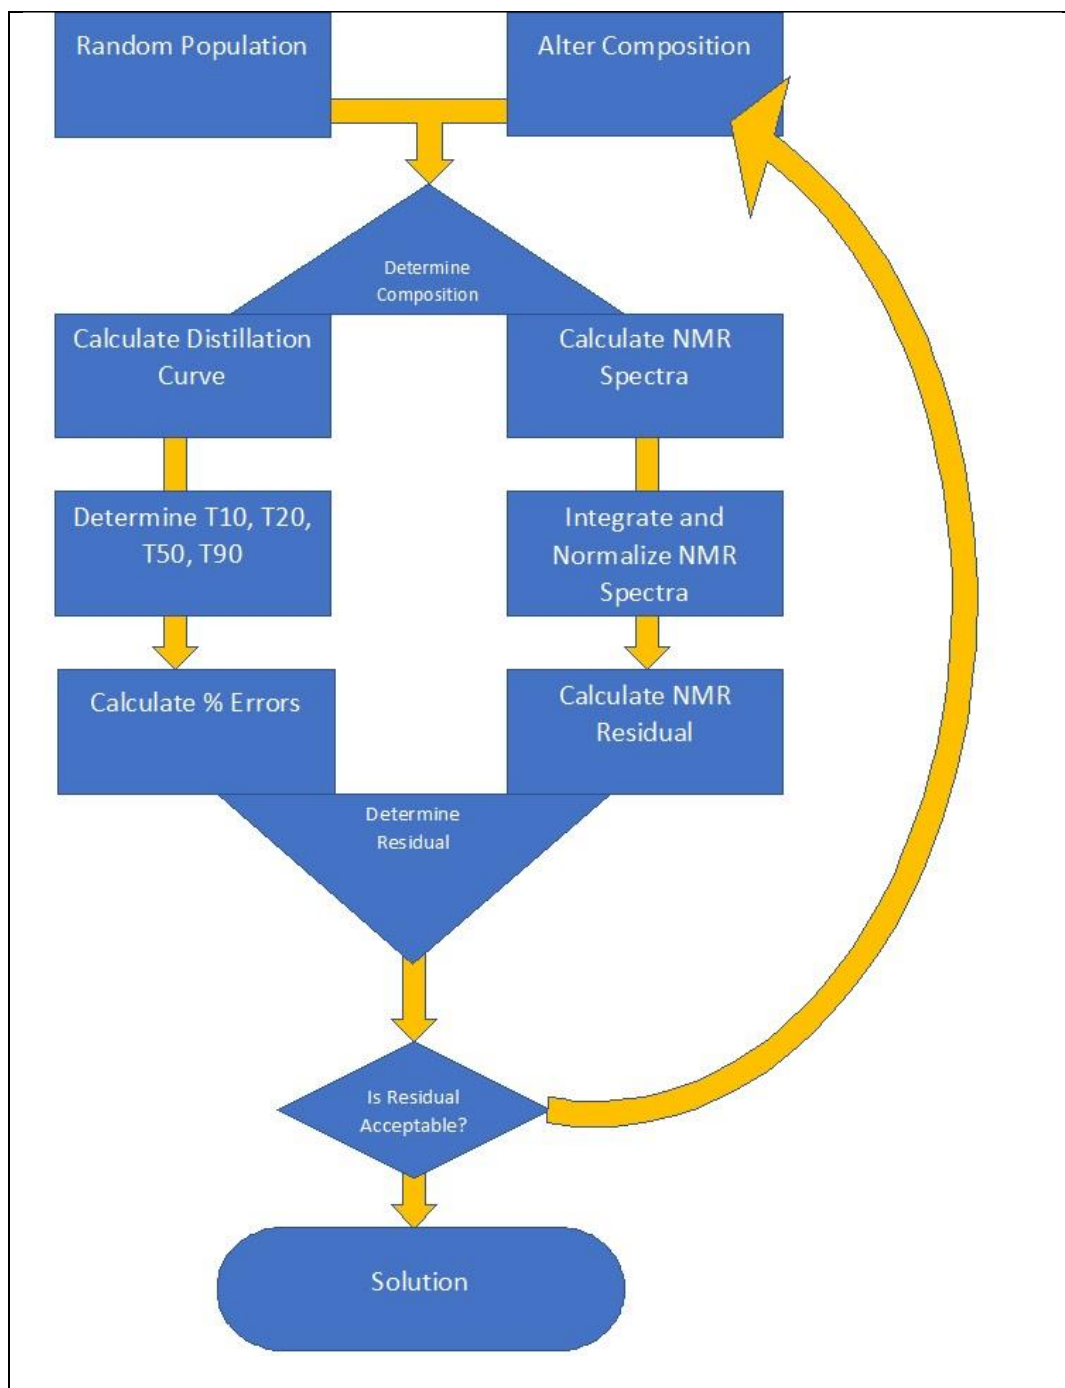 Random Population
Alter Composition
Determine
Composition
Calculate Distillation
Curve
Calculate NMR
Spectra
Determine T10, T20,
T50, T90
Integrate and
Normalize NMR
Spectra
Calculate % Errors
Calculate NMR
Residual
Determine
Residual
Is Residual
Acceptable?
Solution